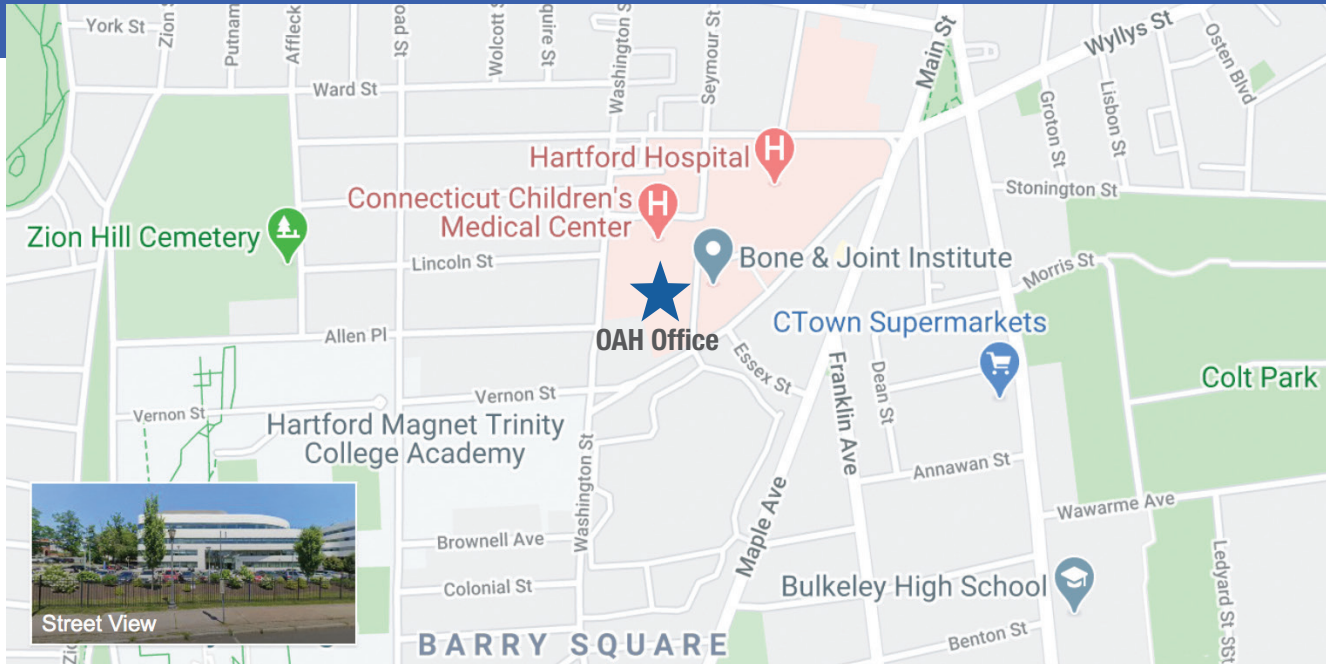 York St
Zion S
Putnam
Affleck
oad St
Wolcott S
quire St
Washington S
Seymour St
Main St
Wyllys St
Osten Blvd
Ward St
Groton St
Lisbon St
Hartford Hospital
H
Connecticut Children's
Medical Center
H
Stonington St
Zion Hill Cemetery
Lincoln St
Bone & Joint Institute
Morris St
OAH Office
CTown Supermarkets
Allen Pl
Essex St
Franklin Ave
Dean St
Colt Park
Vernon St
Vernon St
Hartford Magnet Trinity
College Academy
Washington St
Annawan St
Maple Ave
Wawarme Ave
Brownell Ave
Colonial St
Bulkeley High School
Ledyard St
Benton St
Street View
BARRY SQUARE